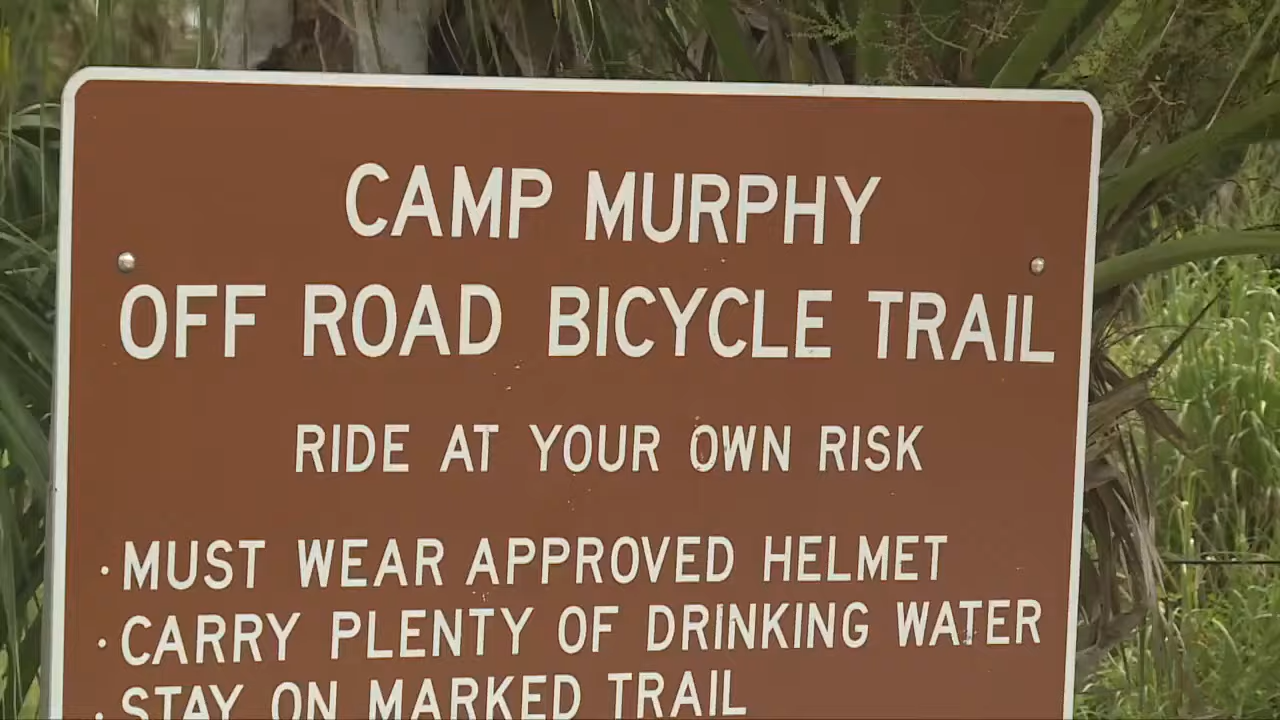 CAMP MURPHY
OFF ROAD BICYCLE TRAIL
RIDE AT YOUR OWN RISK
· MUST WEAR APPROVED HELMET
· CARRY PLENTY OF DRINKING WATER
· STAY ON MARKED TRAIL